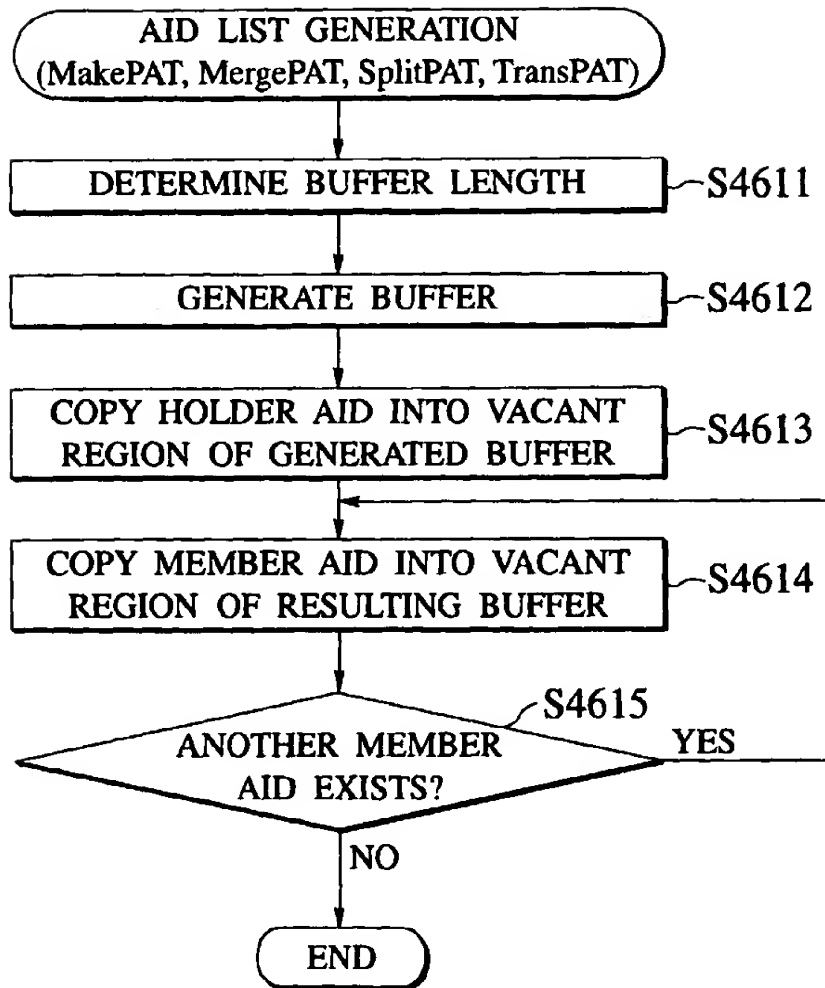 AID LIST GENERATION
(MakePAT, MergePAT, SplitPAT, TransPAT)
DETERMINE BUFFER LENGTH
S4611
GENERATE BUFFER
S4612
COPY HOLDER AID INTO VACANT
REGION OF GENERATED BUFFER
S4613
COPY MEMBER AID INTO VACANT
REGION OF RESULTING BUFFER
S4614
S4615
ANOTHER MEMBER
AID EXISTS?
YES
NO
END